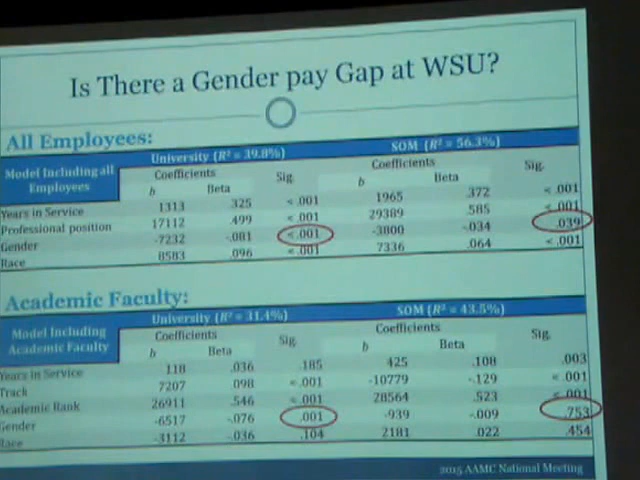 Is There a Gender pay Gap at WSU?
All Employees:
Model Including all Employees University (R² = 39.8%) SOM (R² = 56.3%)
Coefficients Sig. Coefficients Sig.
b Beta b Beta
Years in Service 1313 .325 <.001 1965 .372 <.001
Professional position 17112 .499 <.001 29389 .585 <.001
Gender -7232 -.081 <.001 -3800 -.034 .039
Race 8583 .096 <.001 7336 .064 <.001
Academic Faculty:
Model Including Academic Faculty University (R² = 31.4%) SOM (R² = 43.5%)
Coefficients Sig. Coefficients Sig.
b Beta b Beta
Years in Service 118 .036 .185 425 .108 .003
Track 7207 .098 <.001 -10779 -.129 <.001
Academic Rank 26911 .546 <.001 28564 .523 <.001
Gender -6517 -.076 .001 -939 -.009 .753
Race -3112 -.036 .104 2181 .022 .454
2015 AAMC National Meeting